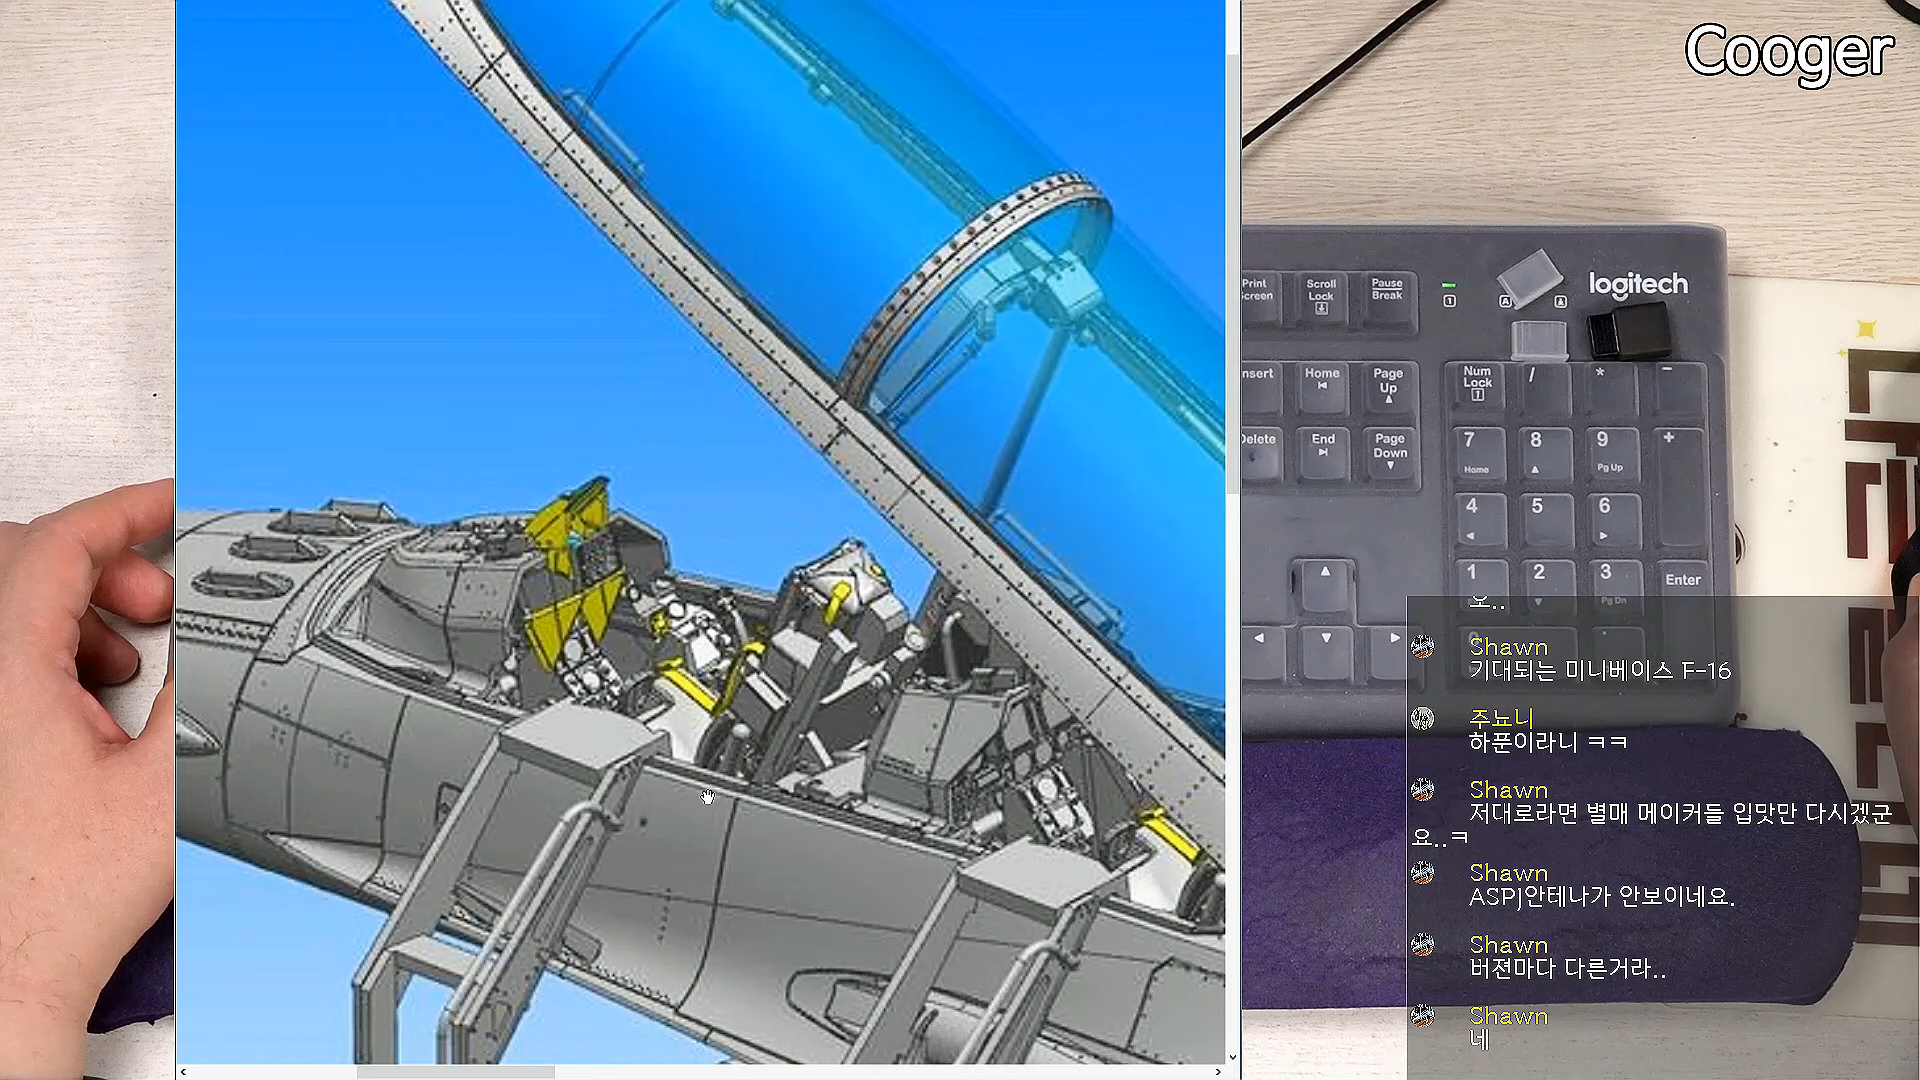 Cooger
logitech
Print
Screen
Scroll
Lock
Pause
Break
1
A
nsert
Home
Page
Up
Num
Lock
1
/
*
-
Delete
End
Page
Down
7
Home
8
9
Pg Up
+
4
5
6
1
2
3
Pg Dn
Enter
오..
Shawn
기대되는 미니베이스 F-16
주뇨니
하푼이라니 ㅋㅋ
Shawn
저대로라면 별매 메이커들 입맛만 다시겠군
요..ㅋ
Shawn
ASPJ안테나가 안보이네요.
Shawn
버젼마다 다른거라..
Shawn
네